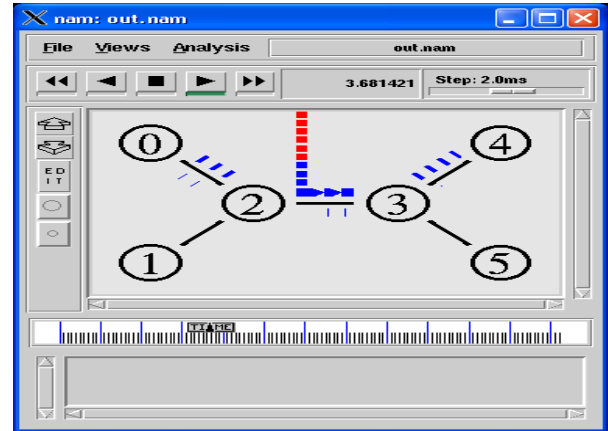 nam: out.nam
File Views Analysis out.nam
3.681421 Step: 2.0ms
E D
I T
0 4
2 3
1 5
TIME